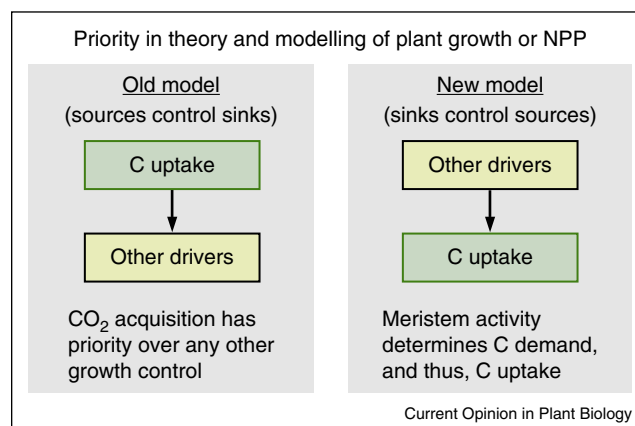 Priority in theory and modelling of plant growth or NPP
Old model
(sources control sinks)
C uptake
Other drivers
CO₂ acquisition has
priority over any other
growth control
New model
(sinks control sources)
Other drivers
C uptake
Meristem activity
determines C demand,
and thus, C uptake
Current Opinion in Plant Biology